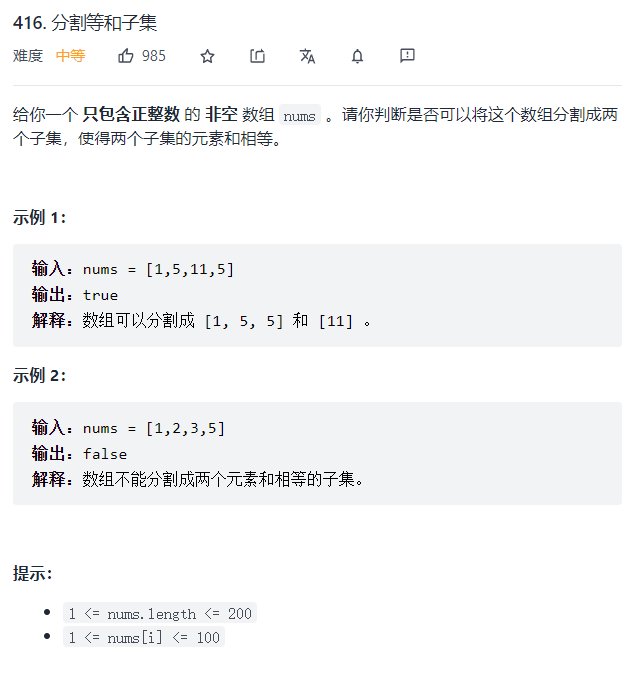 416. 分割等和子集
难度 中等 985
给你一个 只包含正整数 的 非空 数组 nums 。请你判断是否可以将这个数组分割成两
个子集，使得两个子集的元素和相等。
示例 1：
输入：nums = [1,5,11,5]
输出：true
解释：数组可以分割成 [1, 5, 5] 和 [11] 。
示例 2：
输入：nums = [1,2,3,5]
输出：false
解释：数组不能分割成两个元素和相等的子集。
提示：
1 <= nums.length <= 200
1 <= nums[i] <= 100